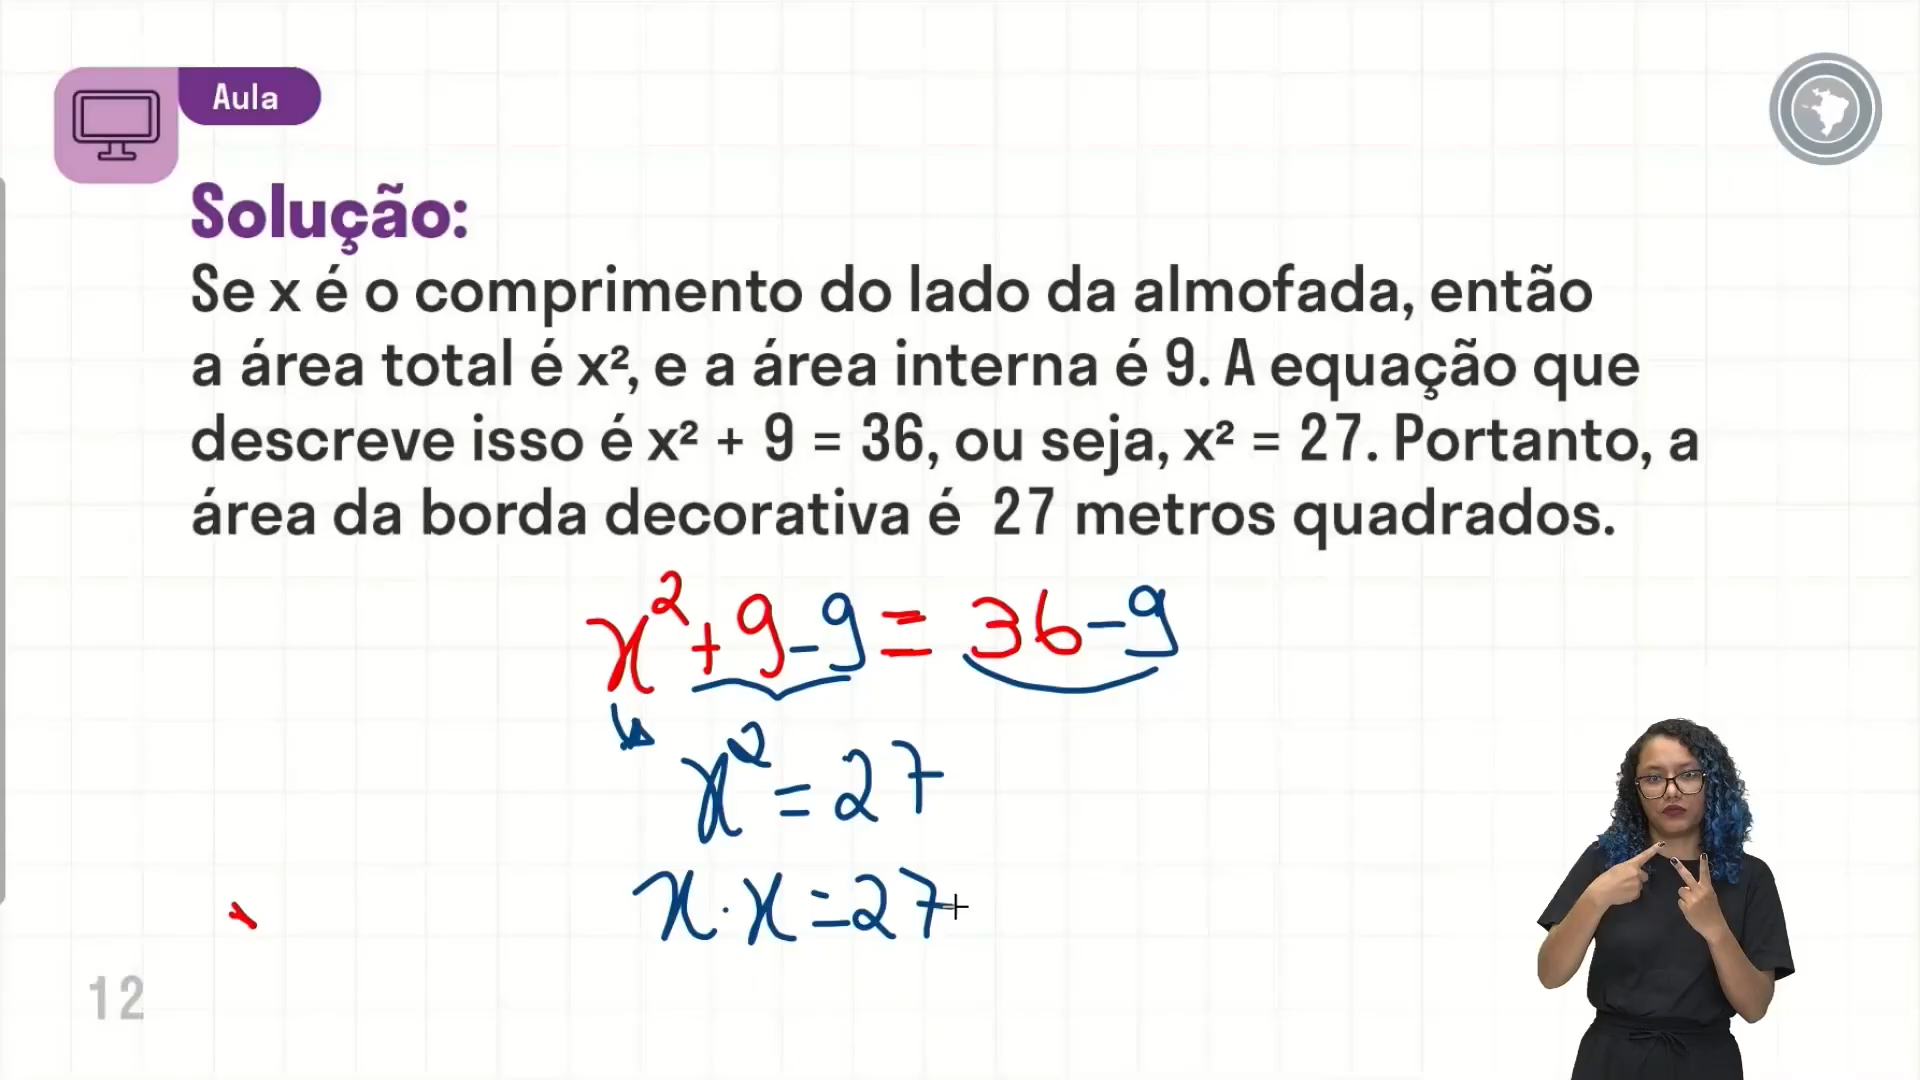 Aula
Solução:
Se x é o comprimento do lado da almofada, então
a área total é x², e a área interna é 9. A equação que
descreve isso é x² + 9 = 36, ou seja, x² = 27. Portanto, a
área da borda decorativa é 27 metros quadrados.
x² + 9 - 9 = 36 - 9
x² = 27
x · x = 27
12